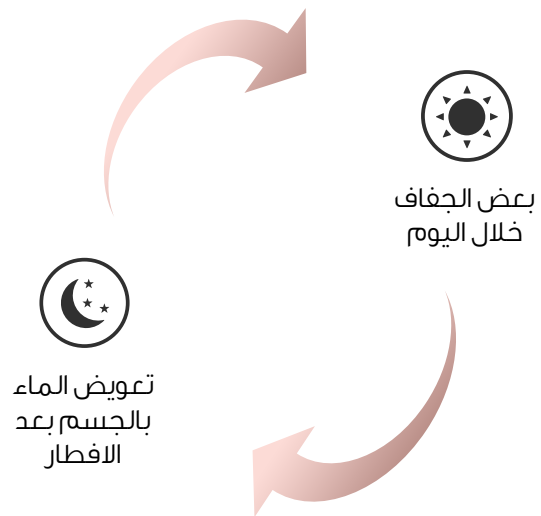 بعض الجفاف
خلال اليوم
تعويض الماء
بالجسم بعد
الافطار